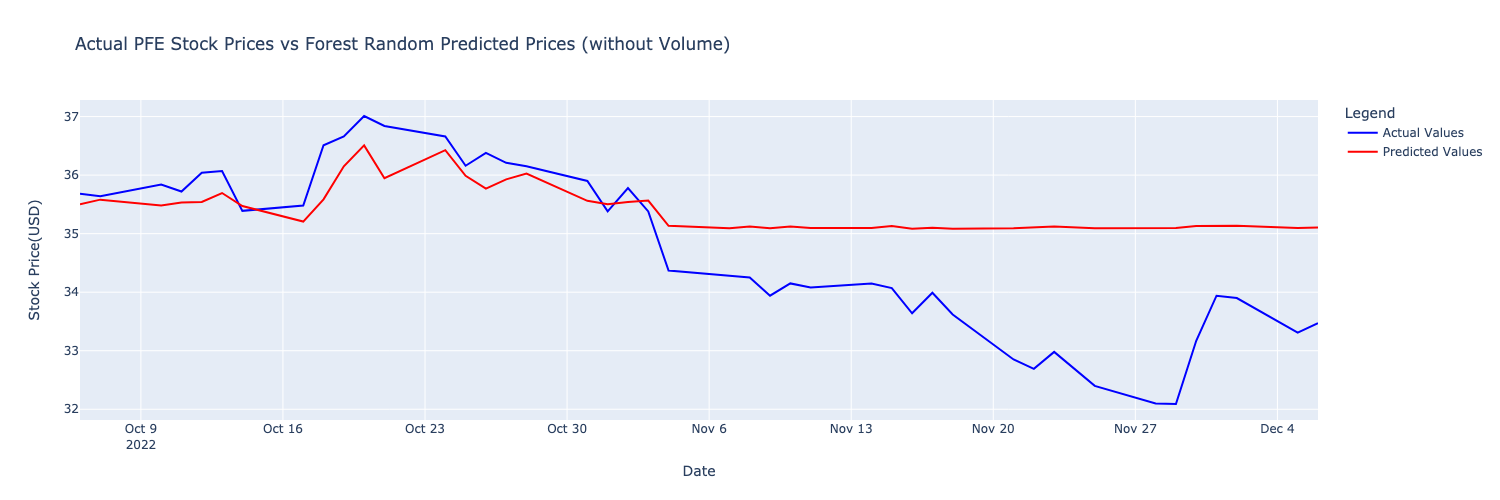 Actual PFE Stock Prices vs Forest Random Predicted Prices (without Volume)
Legend
Actual Values
Predicted Values
37
36
35
34
33
32
Stock Price(USD)
Oct 9
2022
Oct 16
Oct 23
Oct 30
Nov 6
Nov 13
Nov 20
Nov 27
Dec 4
Date